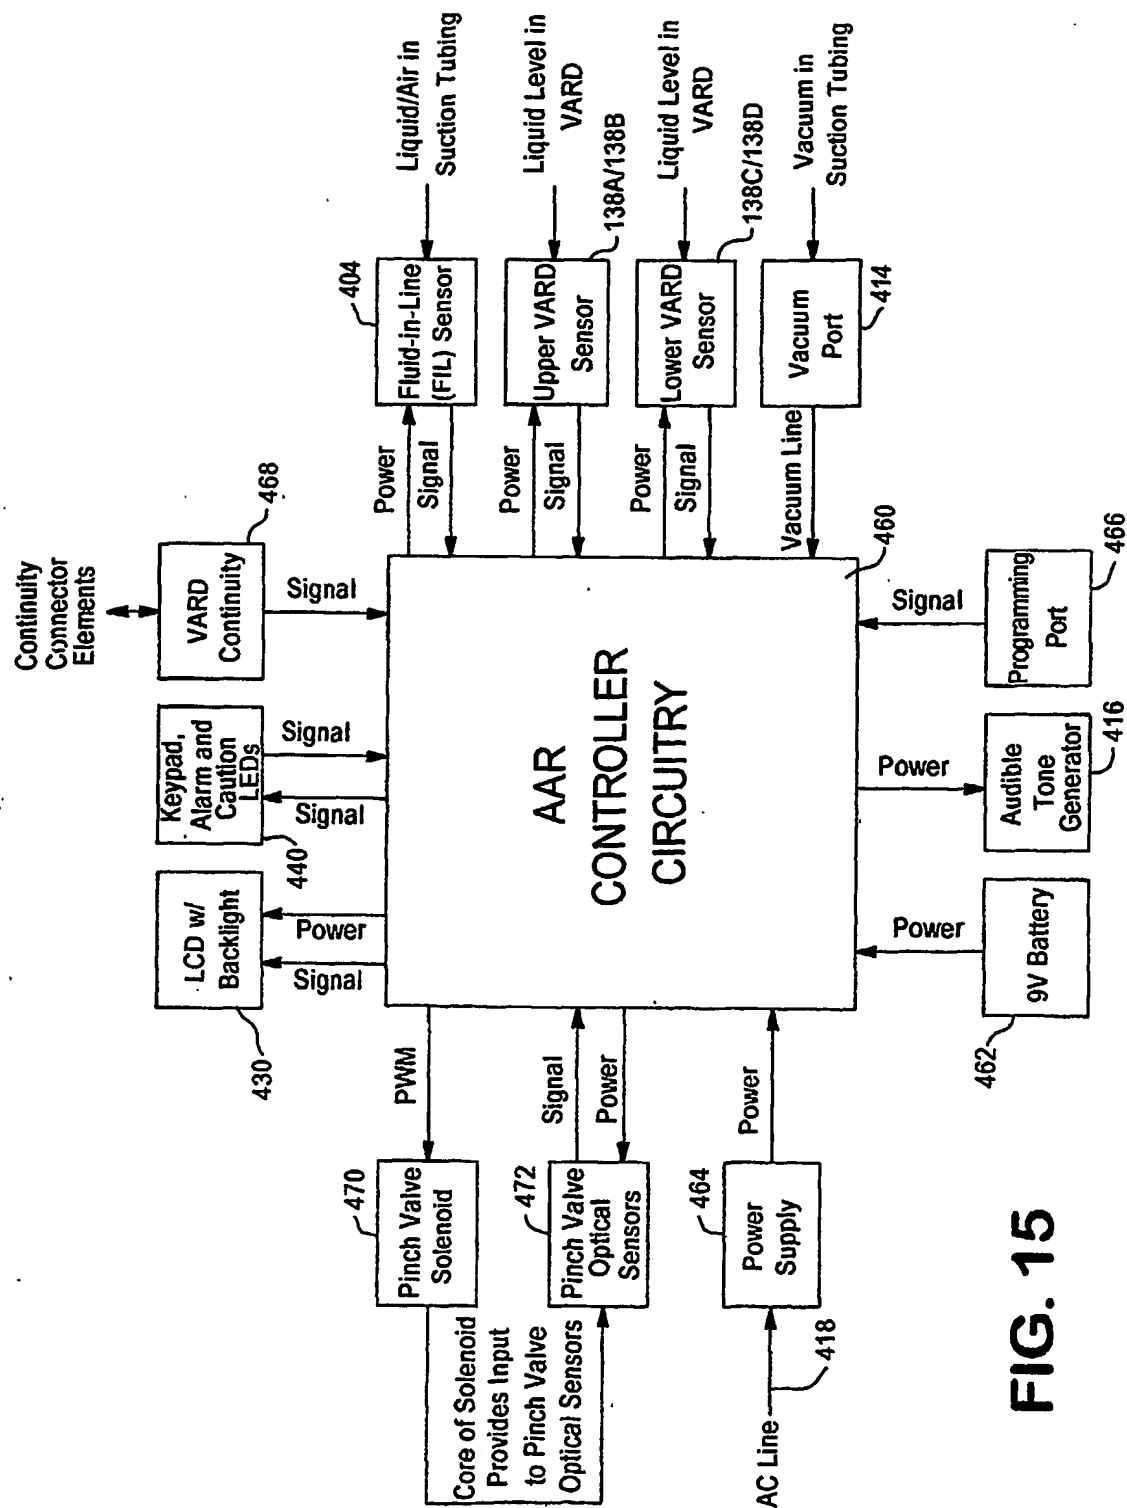 Continuity
Connector
Elements
430
LCD w/
Backlight
440
Keypad,
Alarm and
Caution
LEDs
468
VARD
Continuity
Signal
Power
Signal
Signal
Signal
470
Pinch Valve
Solenoid
PWM
Core of Solenoid
Provides Input
to Pinch Valve
Optical Sensors
472
Pinch Valve
Optical
Sensors
Signal
Power
464
Power
Supply
Power
AC Line
418
AAR
CONTROLLER
CIRCUITRY
460
Power
Signal
404
Fluid-in-Line
(FIL) Sensor
Liquid/Air in
Suction Tubing
Power
Signal
Upper VARD
Sensor
138A/138B
Liquid Level in
VARD
Power
Signal
Lower VARD
Sensor
138C/138D
Liquid Level in
VARD
Vacuum Line
Vacuum
Port
414
Vacuum in
Suction Tubing
Power
9V Battery
462
Power
Audible
Tone
Generator
416
Signal
Programming
Port
466
FIG. 15